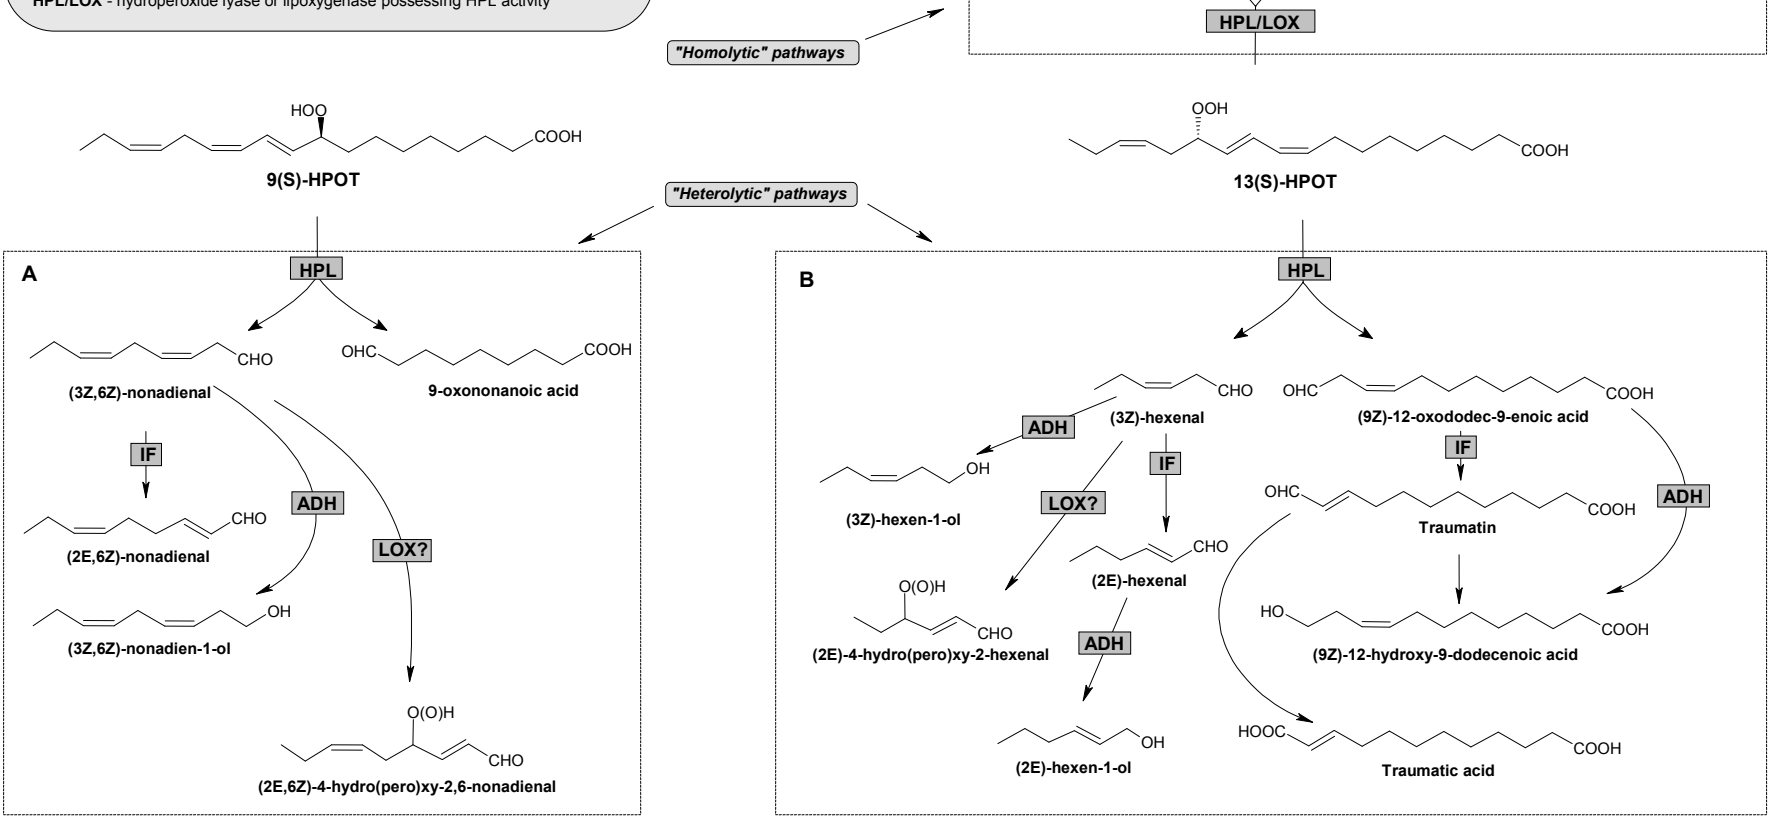 HPL/LOX - hydroperoxide lyase or lipoxygenase possessing HPL activity
HPL/LOX
"Homolytic" pathways
HOO
COOH
9(S)-HPOT
OOH
COOH
13(S)-HPOT
"Heterolytic" pathways
A
HPL
CHO
(3Z,6Z)-nonadienal
OHC
COOH
9-oxononanoic acid
IF
ADH
LOX?
CHO
(2E,6Z)-nonadienal
OH
(3Z,6Z)-nonadien-1-ol
O(O)H
CHO
(2E,6Z)-4-hydro(pero)xy-2,6-nonadienal
B
HPL
CHO
(3Z)-hexenal
OHC
COOH
(9Z)-12-oxododec-9-enoic acid
ADH
IF
IF
OH
(3Z)-hexen-1-ol
LOX?
OHC
COOH
Traumatin
ADH
CHO
(2E)-hexenal
O(O)H
CHO
(2E)-4-hydro(pero)xy-2-hexenal
ADH
HO
COOH
(9Z)-12-hydroxy-9-dodecenoic acid
OH
(2E)-hexen-1-ol
HOOC
COOH
Traumatic acid